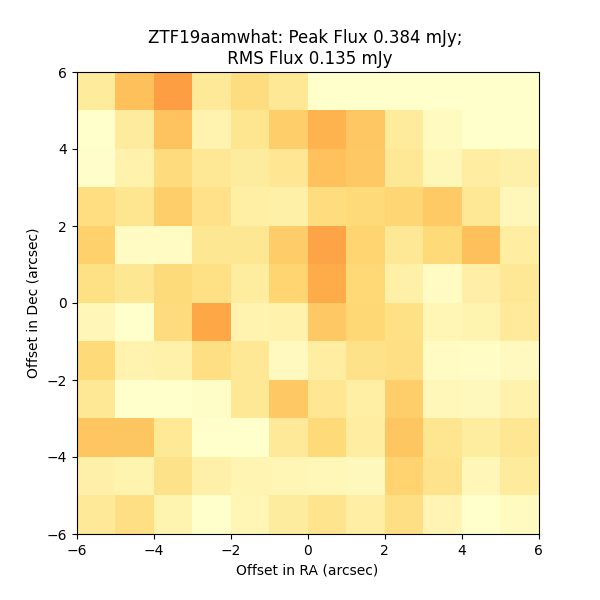 ZTF19aamwhat: Peak Flux 0.384 mJy;
RMS Flux 0.135 mJy
6
4
2
0
−2
−4
−6
Offset in Dec (arcsec)
−6 −4 −2 0 2 4 6
Offset in RA (arcsec)